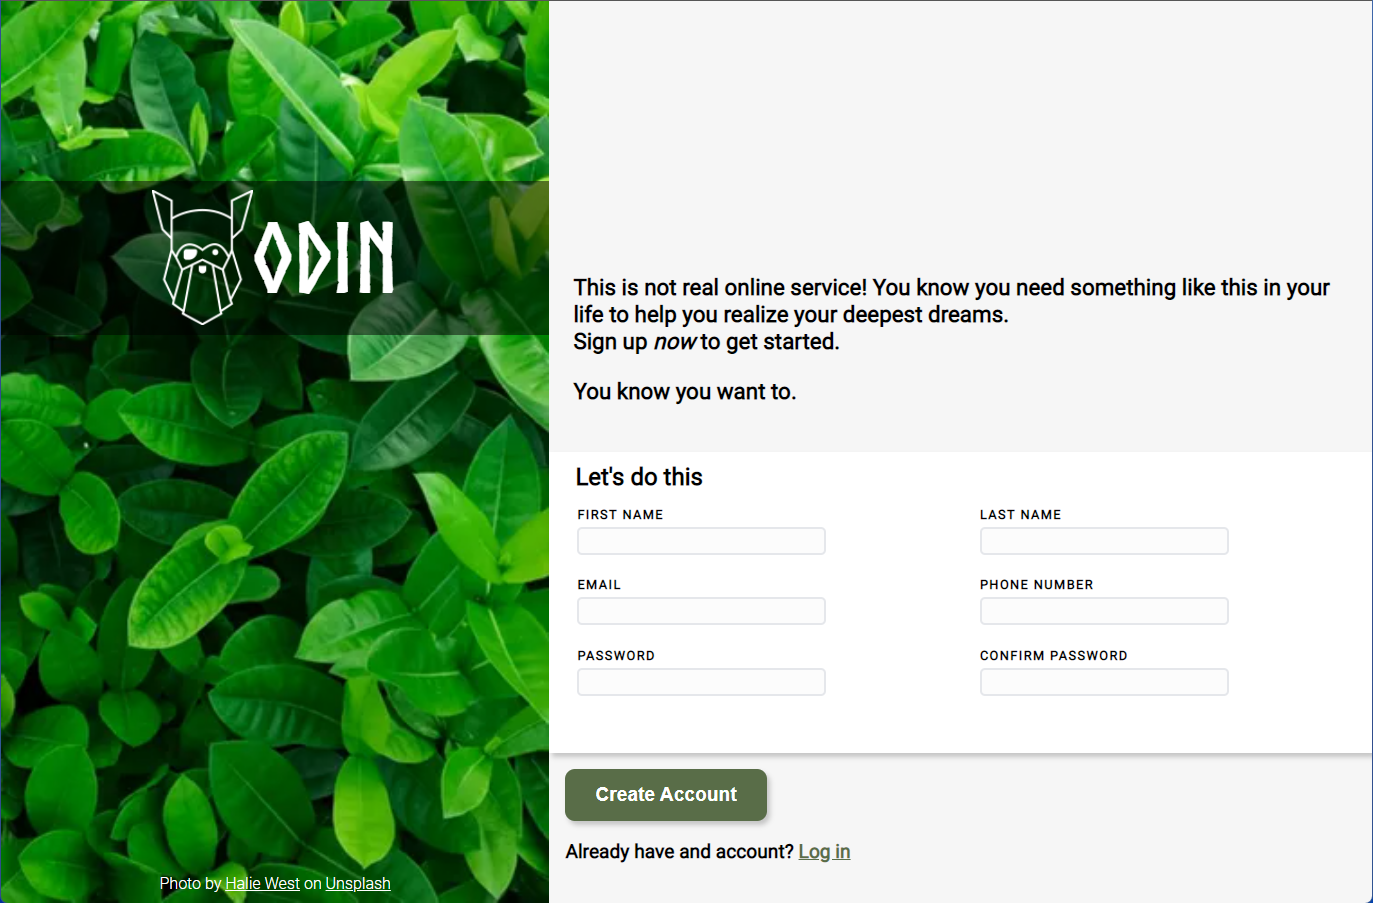 ODIN
This is not real online service! You know you need something like this in your
life to help you realize your deepest dreams.
Sign up now to get started.
You know you want to.
Let's do this
FIRST NAME
LAST NAME
EMAIL
PHONE NUMBER
PASSWORD
CONFIRM PASSWORD
Create Account
Already have and account? Log in
Photo by Halie West on Unsplash